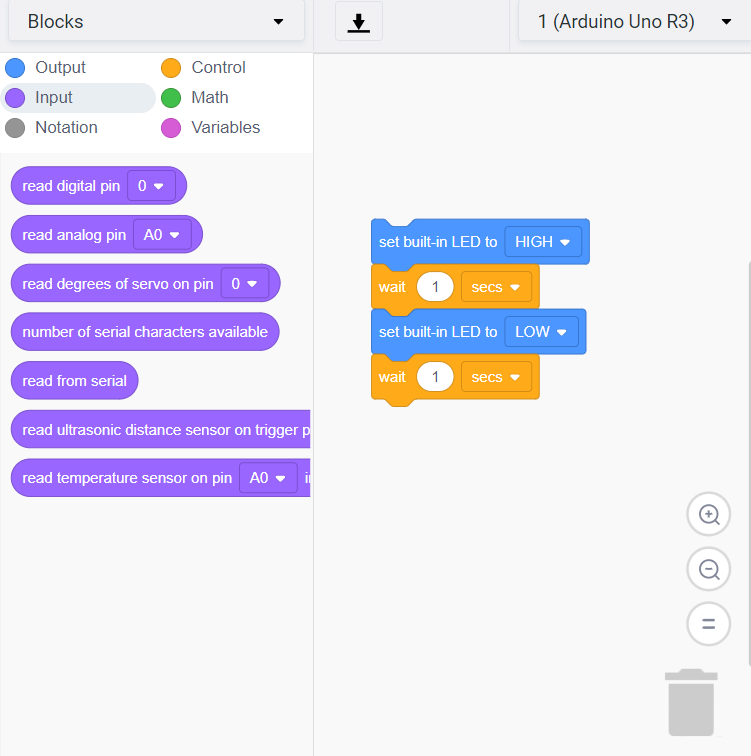 Blocks
1 (Arduino Uno R3)
Output
Control
Input
Math
Notation
Variables
read digital pin 0
read analog pin A0
read degrees of servo on pin 0
number of serial characters available
read from serial
read ultrasonic distance sensor on trigger p
read temperature sensor on pin A0 i
set built-in LED to HIGH
wait 1 secs
set built-in LED to LOW
wait 1 secs